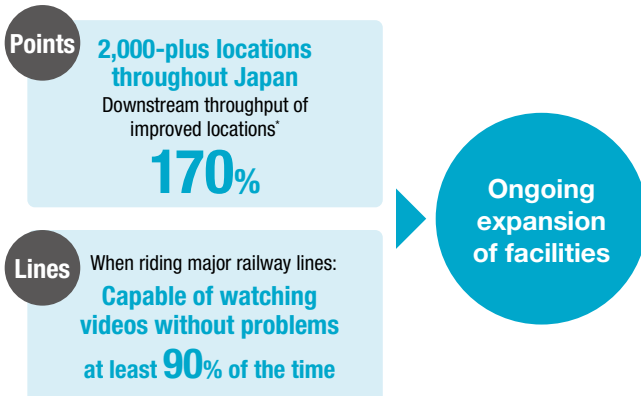 Points
2,000-plus locations
throughout Japan
Downstream throughput of
improved locations*
170%
Lines
When riding major railway lines:
Capable of watching
videos without problems
at least 90% of the time
Ongoing
expansion
of facilities